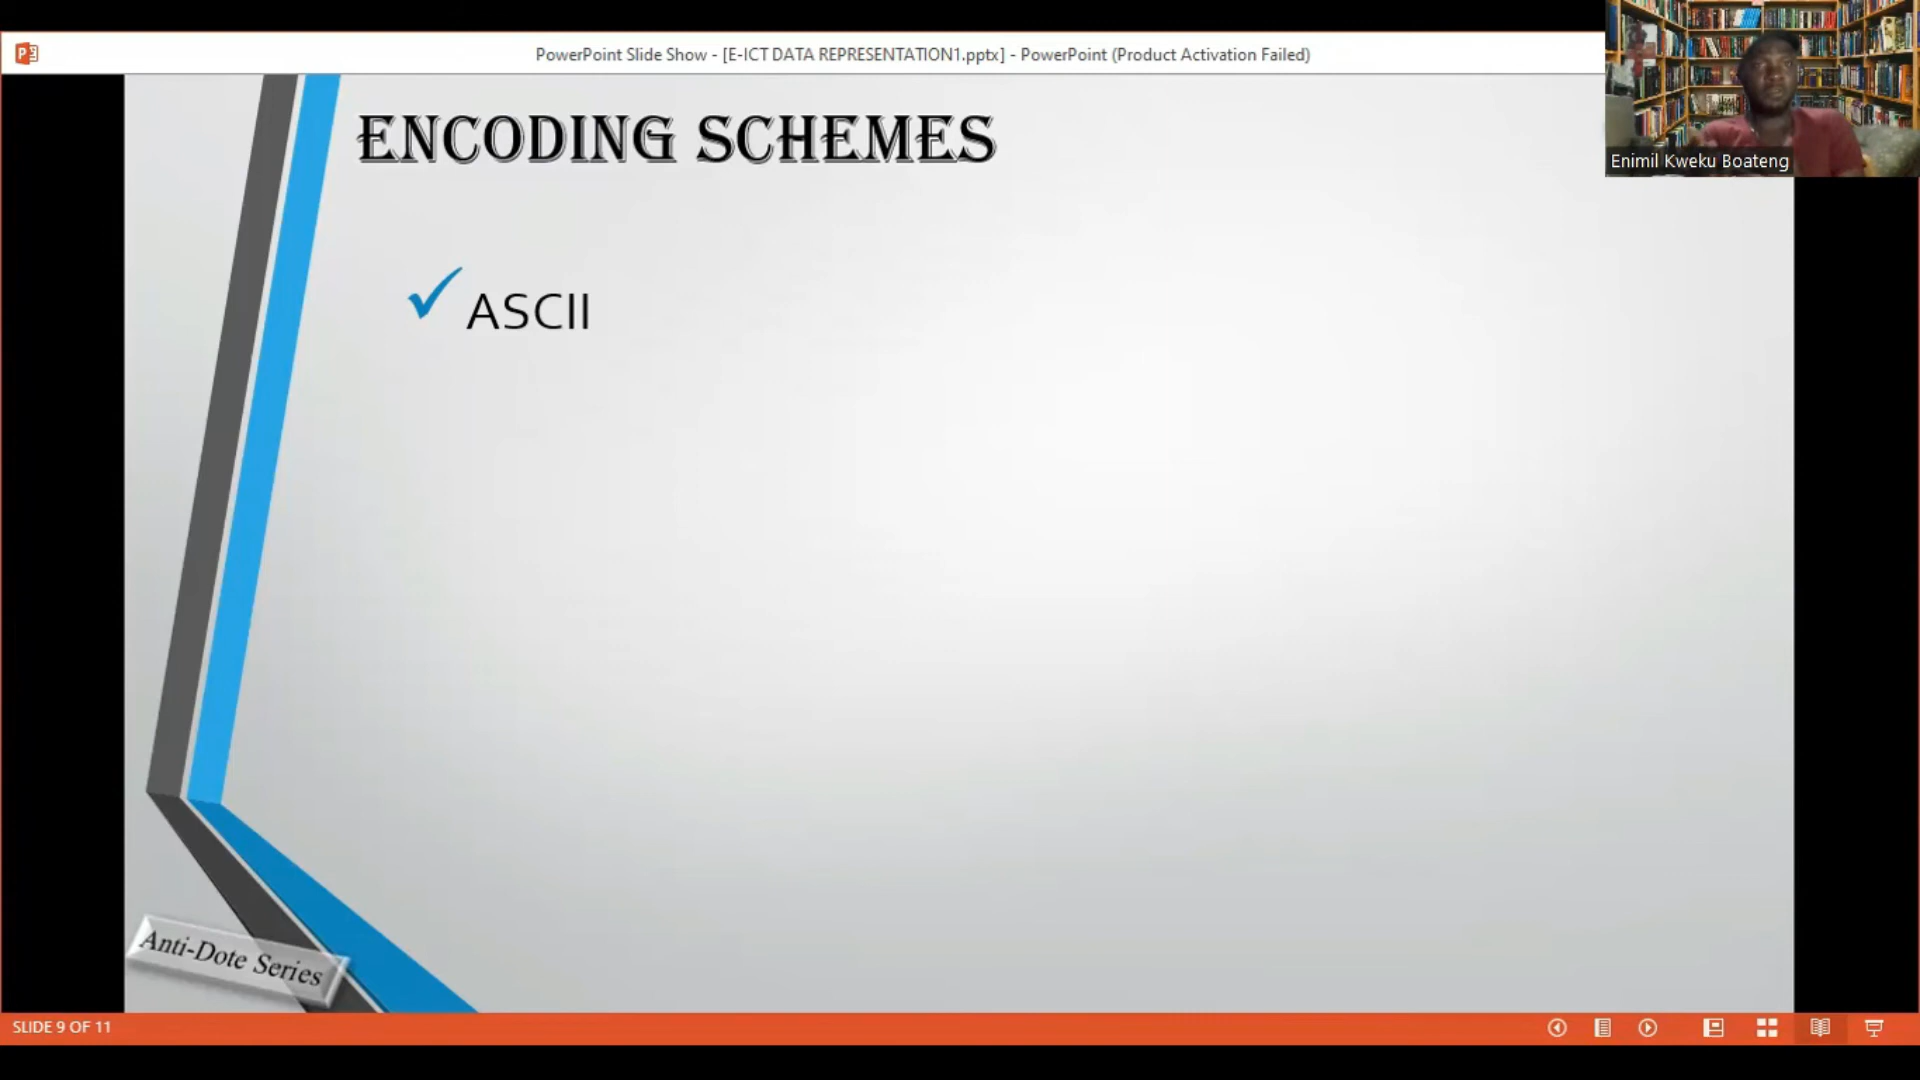 PowerPoint Slide Show - [E-ICT DATA REPRESENTATION1.pptx] - PowerPoint (Product Activation Failed)
Enimil Kweku Boateng
ENCODING SCHEMES
✓ASCII
Anti-Dote Series
SLIDE 9 OF 11